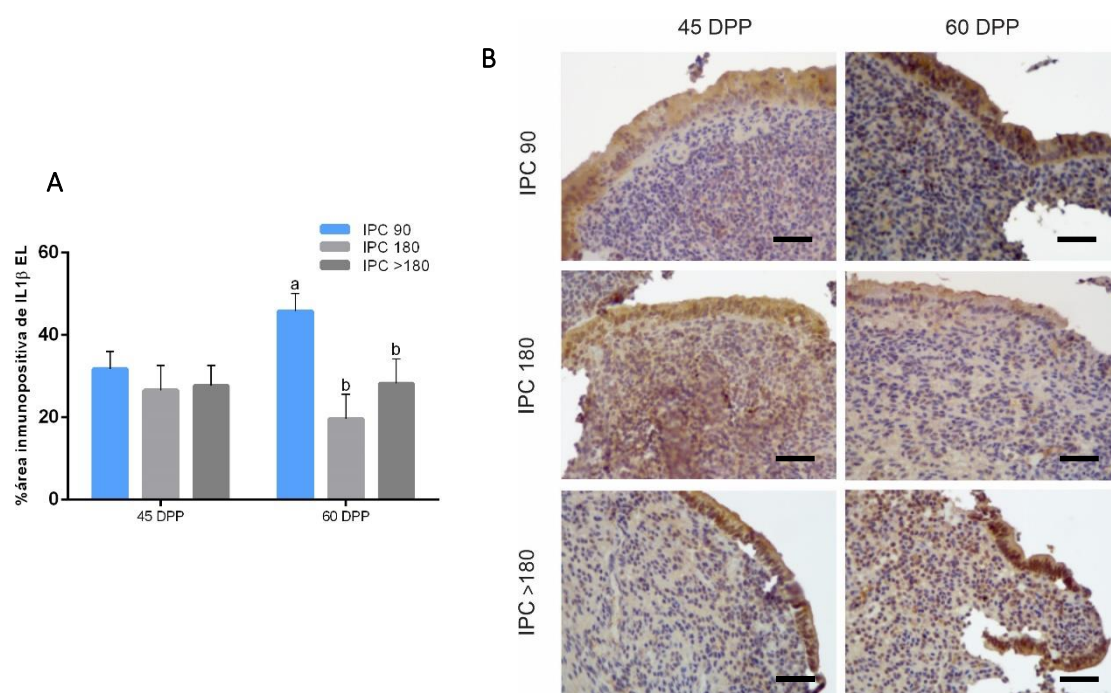 A
IPC 90
IPC 180
IPC >180
%área inmunopositiva de IL1β EL
60
40
20
0
a
b
b
45 DPP
60 DPP
B
45 DPP
60 DPP
IPC 90
IPC 180
IPC >180